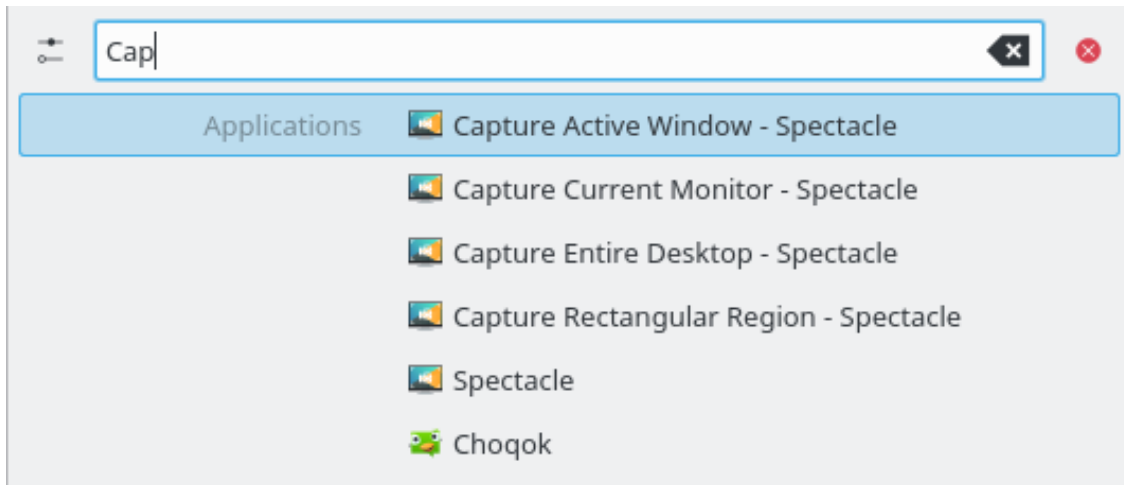 Cap
Applications Capture Active Window - Spectacle
Capture Current Monitor - Spectacle
Capture Entire Desktop - Spectacle
Capture Rectangular Region - Spectacle
Spectacle
Choqok